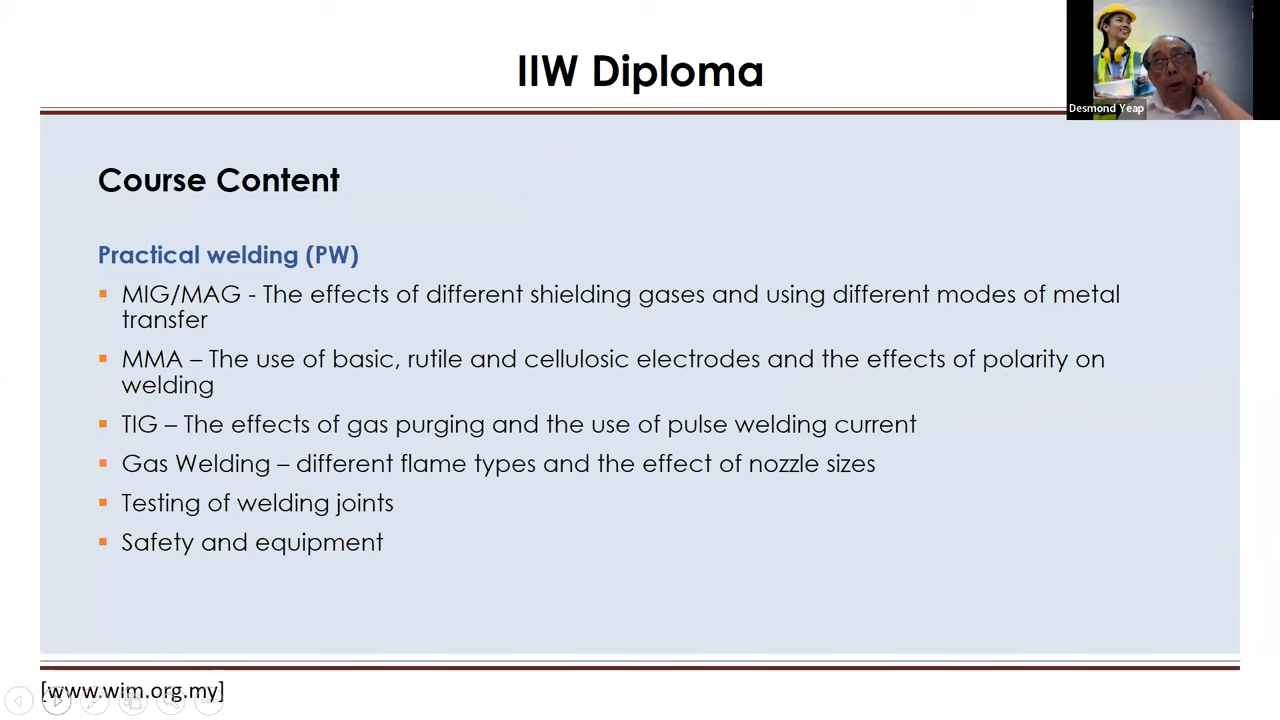 IIW Diploma
Desmond Yeap
Course Content
Practical welding (PW)
MIG/MAG - The effects of different shielding gases and using different modes of metal
transfer
MMA – The use of basic, rutile and cellulosic electrodes and the effects of polarity on
welding
TIG – The effects of gas purging and the use of pulse welding current
Gas Welding – different flame types and the effect of nozzle sizes
Testing of welding joints
Safety and equipment
[www.wim.org.my]